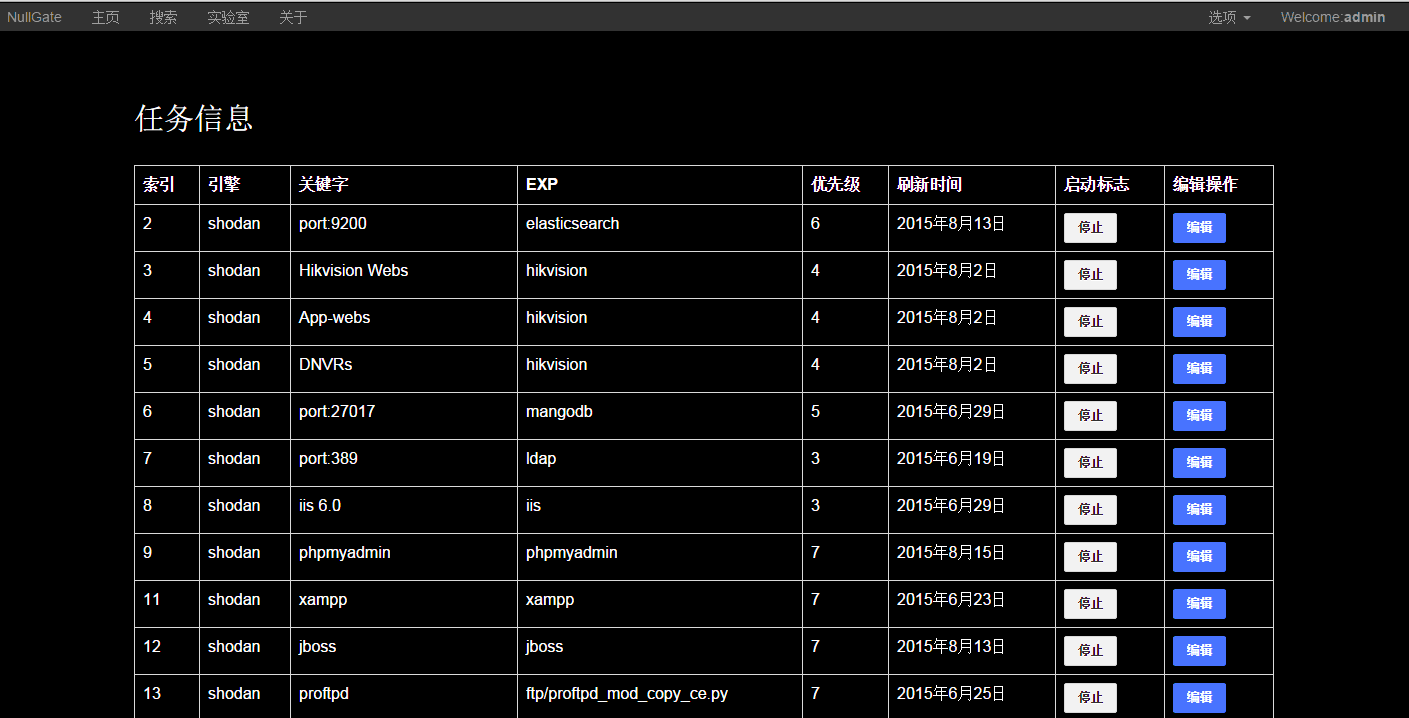 NullGate 主页 搜索 实验室 关于 选项 Welcome:admin
任务信息
索引 引擎 关键字 EXP 优先级 刷新时间 启动标志 编辑操作
2 shodan port:9200 elasticsearch 6 2015年8月13日 停止 编辑
3 shodan Hikvision Webs hikvision 4 2015年8月2日 停止 编辑
4 shodan App-webs hikvision 4 2015年8月2日 停止 编辑
5 shodan DNVRs hikvision 4 2015年8月2日 停止 编辑
6 shodan port:27017 mangodb 5 2015年6月29日 停止 编辑
7 shodan port:389 ldap 3 2015年6月19日 停止 编辑
8 shodan iis 6.0 iis 3 2015年6月29日 停止 编辑
9 shodan phpmyadmin phpmyadmin 7 2015年8月15日 停止 编辑
11 shodan xampp xampp 7 2015年6月23日 停止 编辑
12 shodan jboss jboss 7 2015年8月13日 停止 编辑
13 shodan proftpd ftp/proftpd_mod_copy_ce.py 7 2015年6月25日 停止 编辑